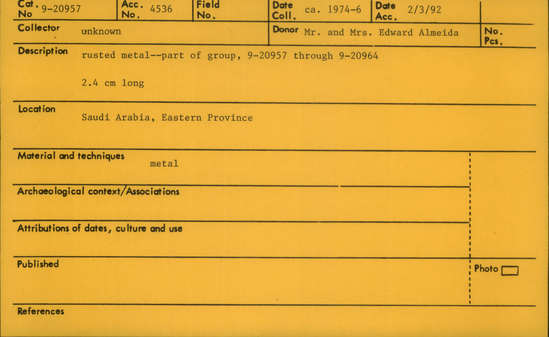 Cat. No. 9-20957 Acc. No. 4536 Field No. Date Coll. ca. 1974-6 Date Acc. 2/3/92
Collector unknown Donor Mr. and Mrs. Edward Almeida No. Pcs.
Description rusted metal--part of group, 9-20957 through 9-20964
2.4 cm long
Location Saudi Arabia, Eastern Province
Material and techniques metal
Archaeological context/Associations
Attributions of dates, culture and use
Published
Photo
References